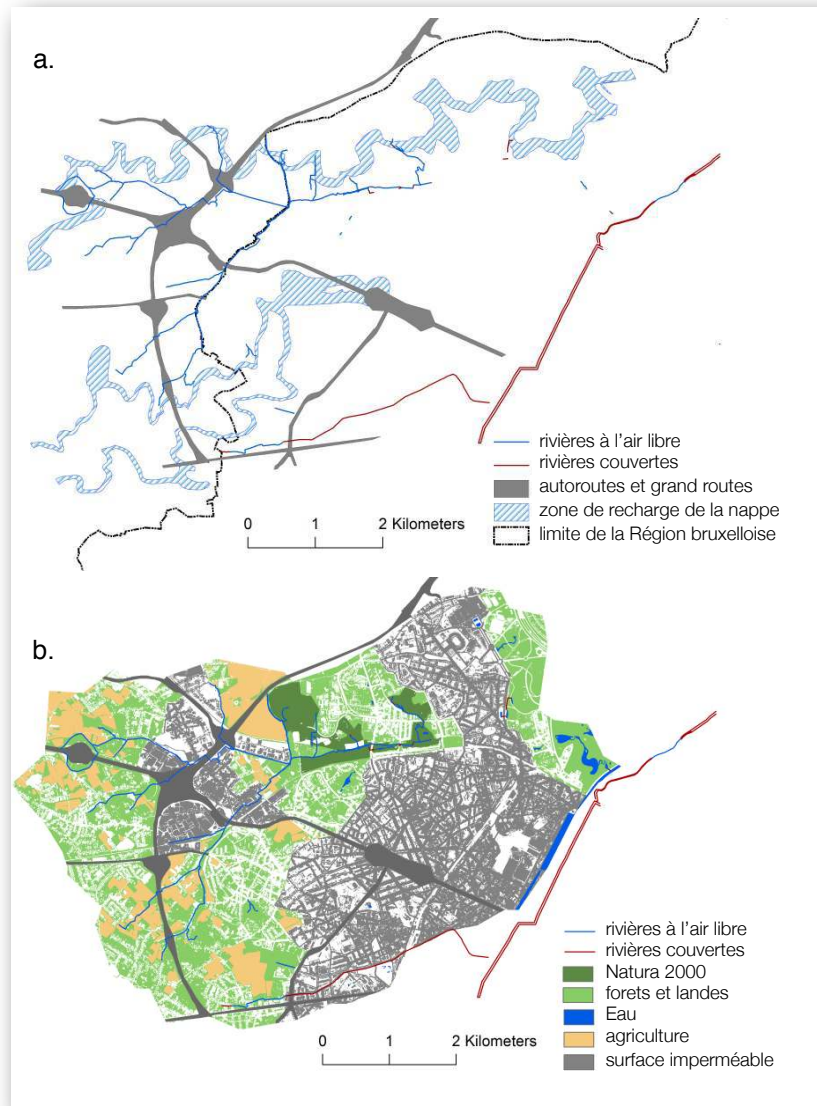 a.
rivières à l'air libre
rivières couvertes
autoroutes et grand routes
zone de recharge de la nappe
limite de la Région bruxelloise
0 1 2 Kilometers
b.
rivières à l'air libre
rivières couvertes
Natura 2000
forets et landes
Eau
agriculture
surface imperméable
0 1 2 Kilometers